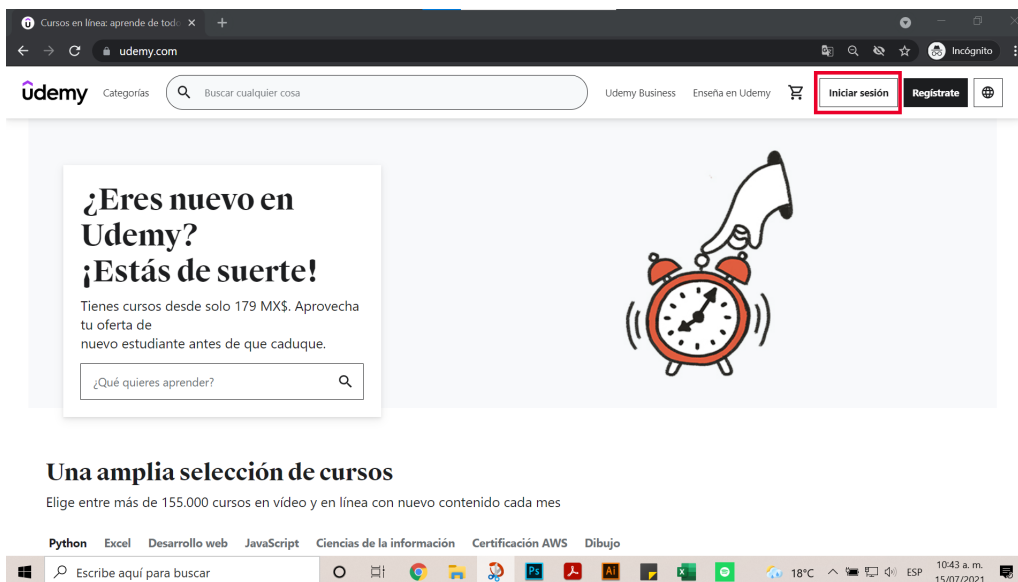 Cursos en línea: aprende de todo
udemy.com
Incógnito
ûdemy
Categorías
Buscar cualquier cosa
Udemy Business
Enseña en Udemy
Iniciar sesión
Regístrate
¿Eres nuevo en
Udemy?
¡Estás de suerte!
Tienes cursos desde solo 179 MX$. Aprovecha
tu oferta de
nuevo estudiante antes de que caduque.
¿Qué quieres aprender?
Una amplia selección de cursos
Elige entre más de 155.000 cursos en vídeo y en línea con nuevo contenido cada mes
Python Excel Desarrollo web JavaScript Ciencias de la información Certificación AWS Dibujo
Escribe aquí para buscar
Ps
Ai
18°C
ESP
10:43 a. m.
15/07/2021